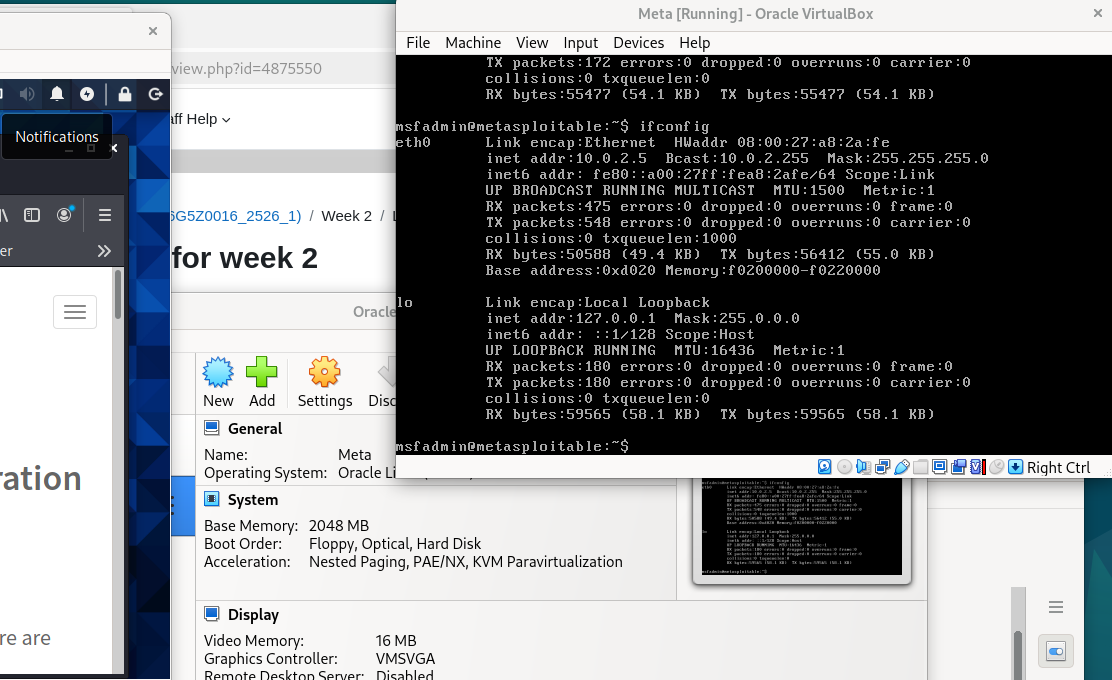 Meta [Running] - Oracle VirtualBox
File Machine View Input Devices Help
TX packets:172 errors:0 dropped:0 overruns:0 carrier:0
collisions:0 txqueuelen:0
RX bytes:55477 (54.1 KB)  TX bytes:55477 (54.1 KB)
msfadmin@metasploitable:~$ ifconfig
eth0 Link encap:Ethernet  HWaddr 08:00:27:a8:2a:fe
inet addr:10.0.2.5  Bcast:10.0.2.255  Mask:255.255.255.0
inet6 addr: fe80::a00:27ff:fea8:2afe/64 Scope:Link
UP BROADCAST RUNNING MULTICAST  MTU:1500  Metric:1
RX packets:475 errors:0 dropped:0 overruns:0 frame:0
TX packets:548 errors:0 dropped:0 overruns:0 carrier:0
collisions:0 txqueuelen:1000
RX bytes:50588 (49.4 KB)  TX bytes:56412 (55.0 KB)
Base address:0xd020 Memory:f0200000-f0220000
lo Link encap:Local Loopback
inet addr:127.0.0.1  Mask:255.0.0.0
inet6 addr: ::1/128 Scope:Host
UP LOOPBACK RUNNING  MTU:16436  Metric:1
RX packets:180 errors:0 dropped:0 overruns:0 frame:0
TX packets:180 errors:0 dropped:0 overruns:0 carrier:0
collisions:0 txqueuelen:0
RX bytes:59565 (58.1 KB)  TX bytes:59565 (58.1 KB)
msfadmin@metasploitable:~$
Right Ctrl
view.php?id=4875550
aff Help
Notifications
6G5Z0016_2526_1) / Week 2 /
er
for week 2
Oracle
New Add Settings Disc
General
Name: Meta
Operating System: Oracle Li
System
Base Memory: 2048 MB
Boot Order: Floppy, Optical, Hard Disk
Acceleration: Nested Paging, PAE/NX, KVM Paravirtualization
Display
Video Memory: 16 MB
Graphics Controller: VMSVGA
Remote Desktop Server: Disabled
ration
re are